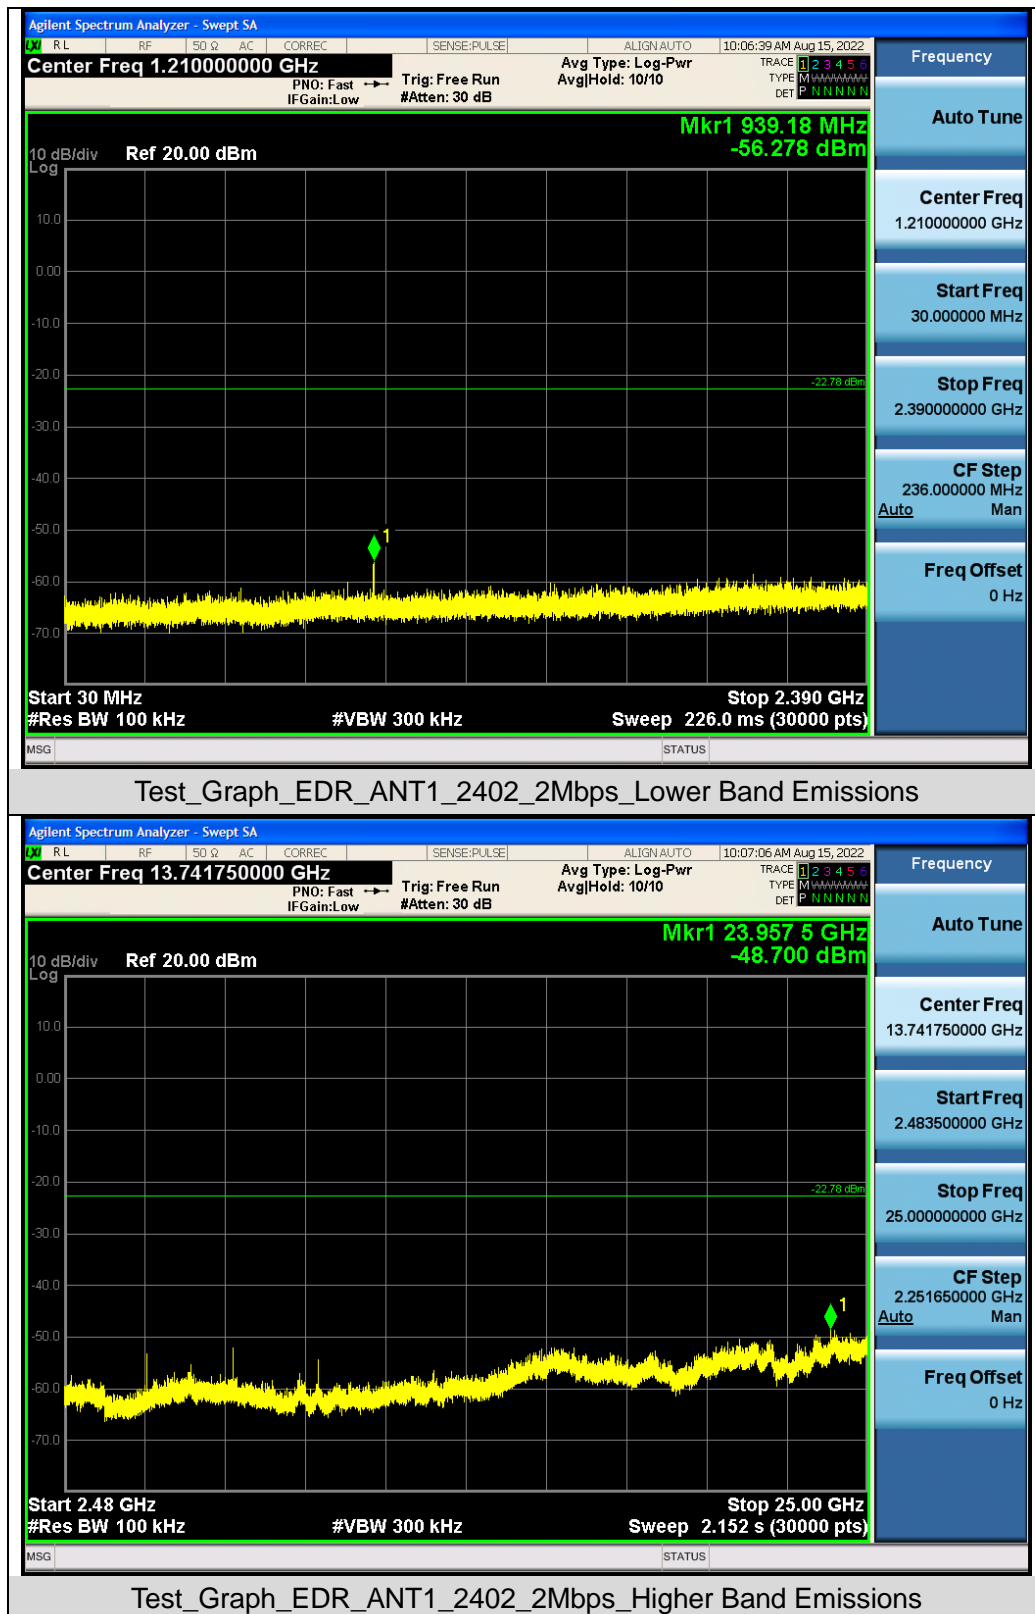 Agilent Spectrum Analyzer - Swept SA
LXI RL RF 50 Ω AC CORREC SENSE:PULSE ALIGN AUTO 10:06:39 AM Aug 15, 2022
Center Freq 1.210000000 GHz
PNO: Fast
IFGain:Low
Trig: Free Run
#Atten: 30 dB
Avg Type: Log-Pwr
Avg|Hold: 10/10
TRACE 1 2 3 4 5 6
TYPE M WWWWW
DET P N N N N N
Mkr1 939.18 MHz
-56.278 dBm
10 dB/div Ref 20.00 dBm
Log
10.0
0.00
-10.0
-20.0
-22.78 dBm
-30.0
-40.0
-50.0
1
-60.0
-70.0
Start 30 MHz Stop 2.390 GHz
#Res BW 100 kHz #VBW 300 kHz Sweep 226.0 ms (30000 pts)
MSG STATUS
Frequency
Auto Tune
Center Freq
1.210000000 GHz
Start Freq
30.000000 MHz
Stop Freq
2.390000000 GHz
CF Step
236.000000 MHz
Auto Man
Freq Offset
0 Hz
Test_Graph_EDR_ANT1_2402_2Mbps_Lower Band Emissions
Agilent Spectrum Analyzer - Swept SA
LXI RL RF 50 Ω AC CORREC SENSE:PULSE ALIGN AUTO 10:07:06 AM Aug 15, 2022
Center Freq 13.741750000 GHz
PNO: Fast
IFGain:Low
Trig: Free Run
#Atten: 30 dB
Avg Type: Log-Pwr
Avg|Hold: 10/10
TRACE 1 2 3 4 5 6
TYPE M WWWWW
DET P N N N N N
Mkr1 23.957 5 GHz
-48.700 dBm
10 dB/div Ref 20.00 dBm
Log
10.0
0.00
-10.0
-20.0
-22.78 dBm
-30.0
-40.0
1
-50.0
-60.0
-70.0
Start 2.48 GHz Stop 25.00 GHz
#Res BW 100 kHz #VBW 300 kHz Sweep 2.152 s (30000 pts)
MSG STATUS
Frequency
Auto Tune
Center Freq
13.741750000 GHz
Start Freq
2.483500000 GHz
Stop Freq
25.000000000 GHz
CF Step
2.251650000 GHz
Auto Man
Freq Offset
0 Hz
Test_Graph_EDR_ANT1_2402_2Mbps_Higher Band Emissions